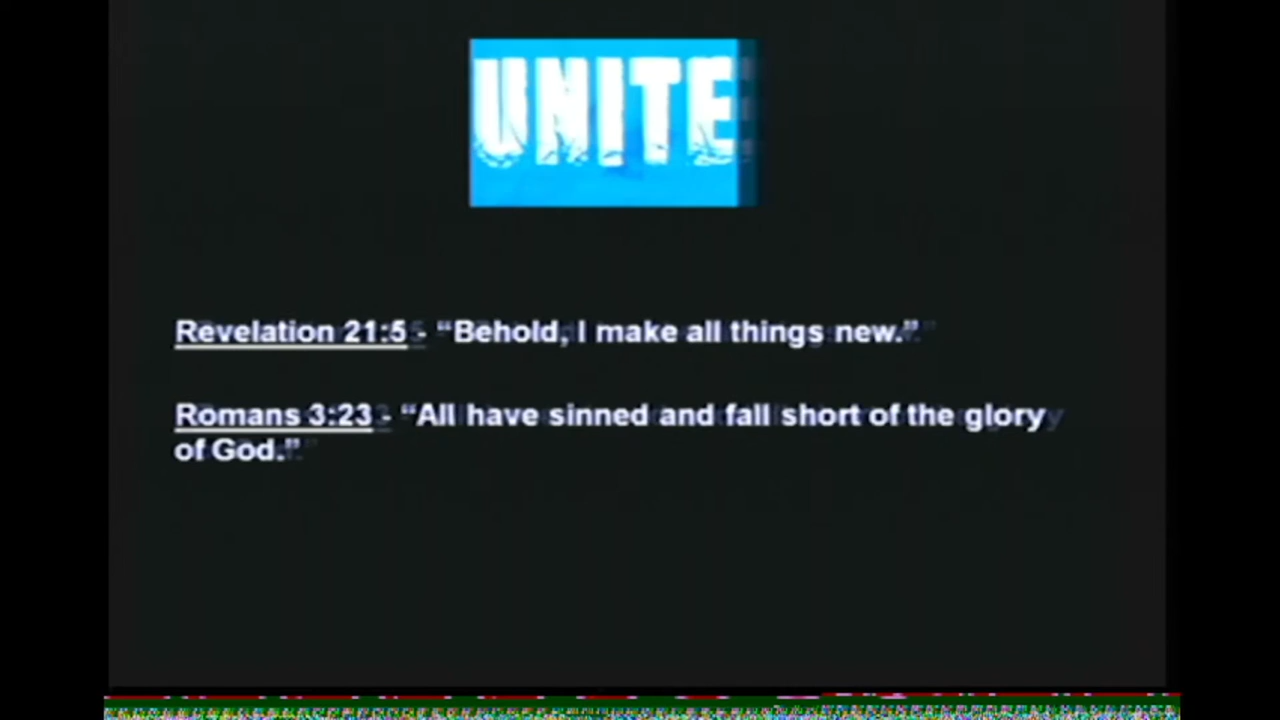 UNITE
Revelation 21:5 - “Behold, I make all things new.”
Romans 3:23 - “All have sinned and fall short of the glory
of God.”